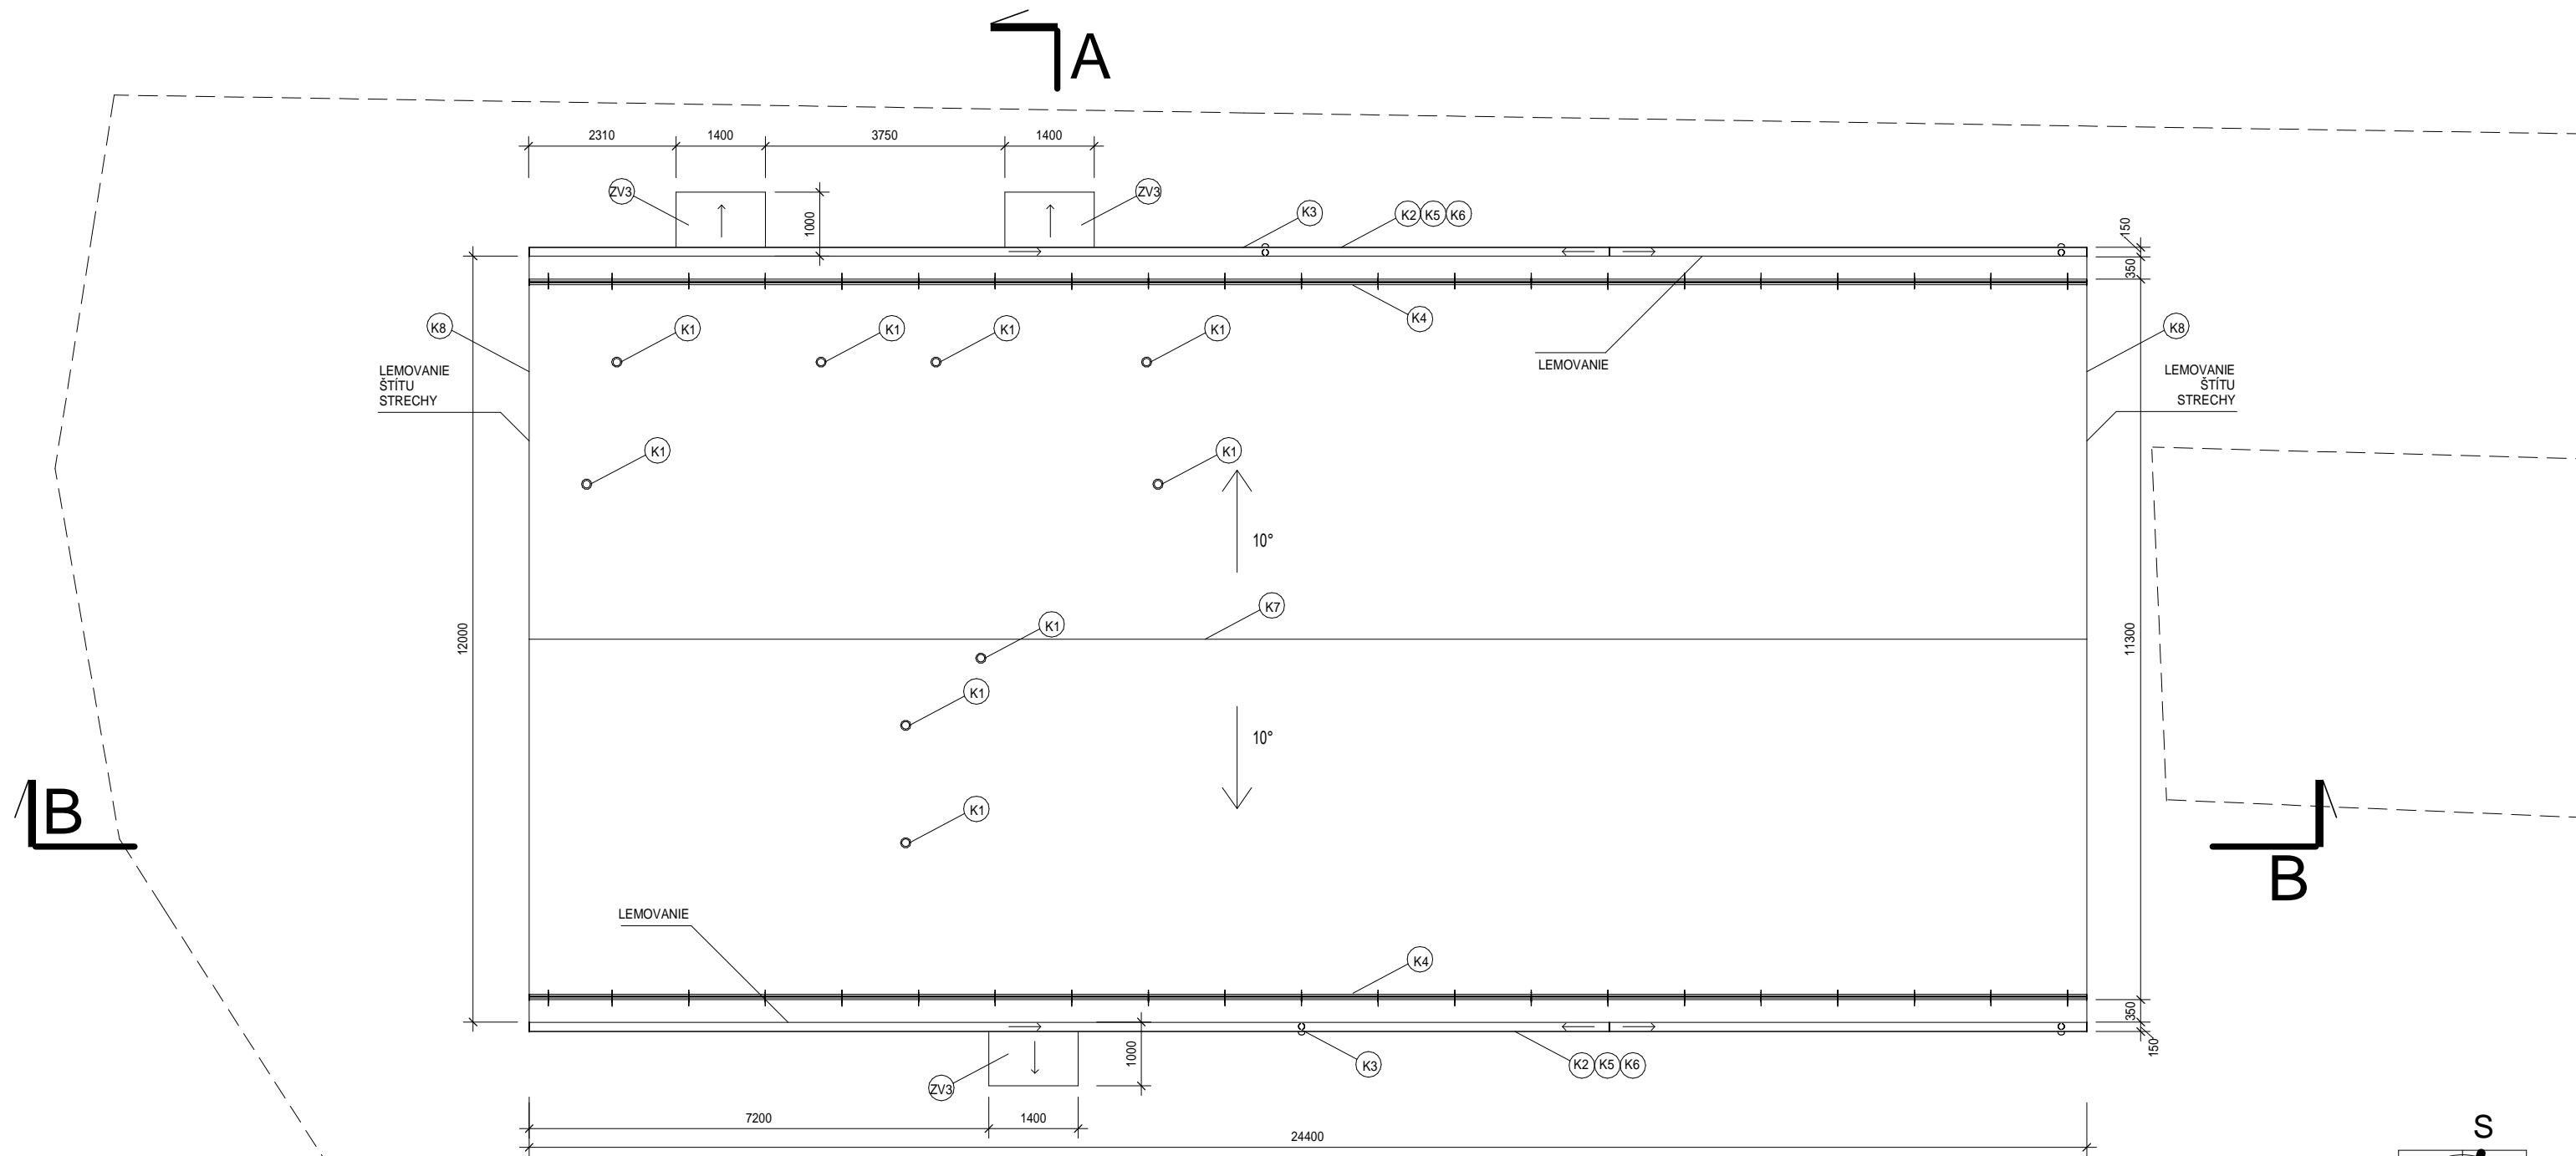 A
2310
1400
3750
1400
ZV3
1000
ZV3
K3
K2 K5 K6
150
350
K8
K1
K1
K1
K1
K4
K8
LEMOVANIE
ŠTÍTU
STRECHY
LEMOVANIE
LEMOVANIE
ŠTÍTU
STRECHY
K1
K1
10°
K7
K1
12000
11300
K1
10°
B
K1
B
LEMOVANIE
K4
350
150
1000
K3
K2 K5 K6
ZV3
7200
1400
24400
S